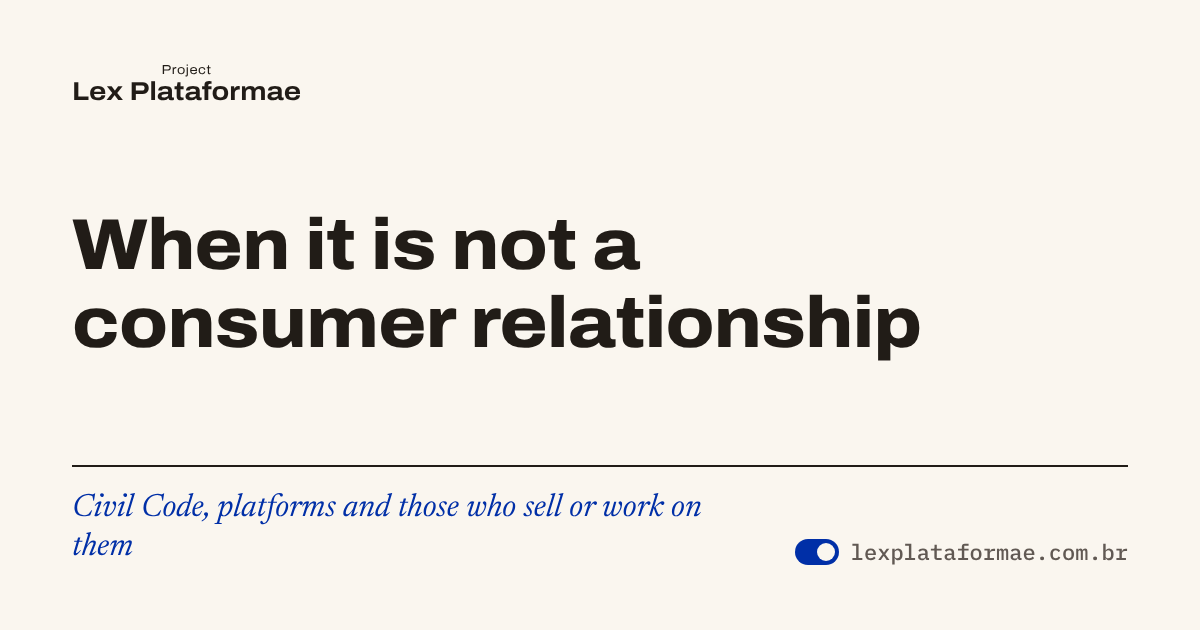 Project
Lex Plataformae
When it is not a
consumer relationship
Civil Code, platforms and those who sell or work on
them
lexplataformae.com.br